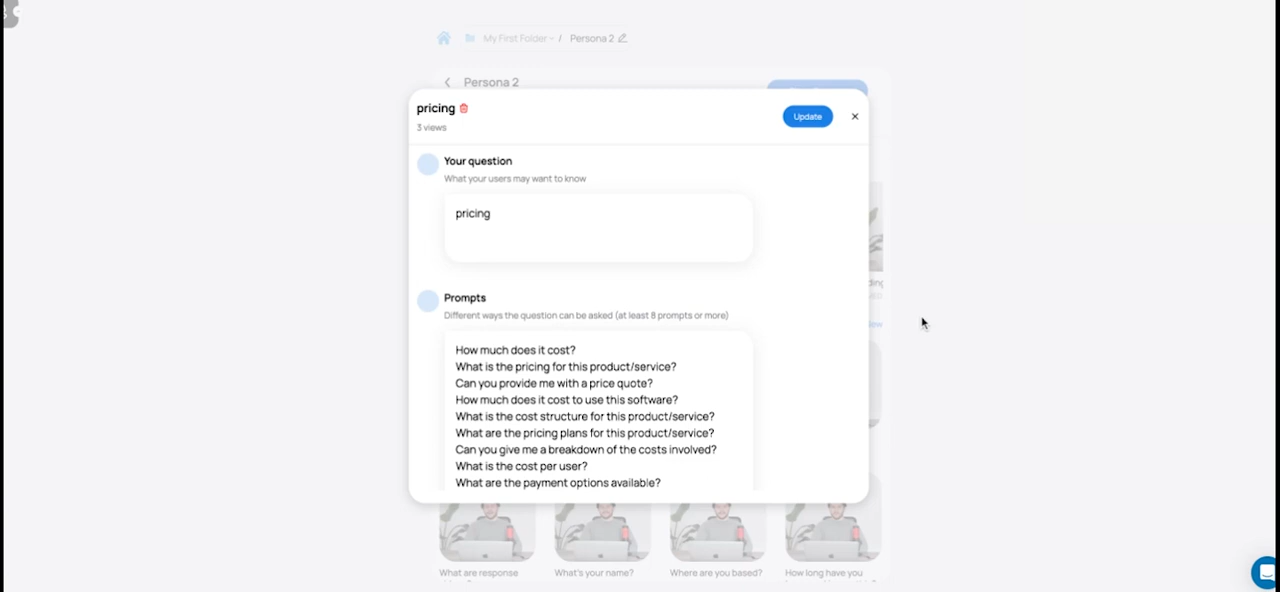 My First Folder / Persona 2
Persona 2
pricing
Update
3 views
Your question
What your users may want to know
pricing
Prompts
Different ways the question can be asked (at least 8 prompts or more)
How much does it cost?
What is the pricing for this product/service?
Can you provide me with a price quote?
How much does it cost to use this software?
What is the cost structure for this product/service?
What are the pricing plans for this product/service?
Can you give me a breakdown of the costs involved?
What is the cost per user?
What are the payment options available?
What are response
What's your name?
Where are you based?
How long have you